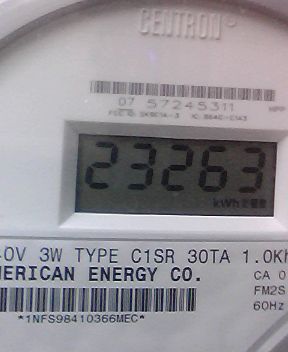 CENTRON
07 57245311
23263
kWh
0V 3W TYPE C1SR 30TA 1.0Kh
MERICAN ENERGY CO.
CA 0
FM2S
60Hz
*1NFS98410366MEC*